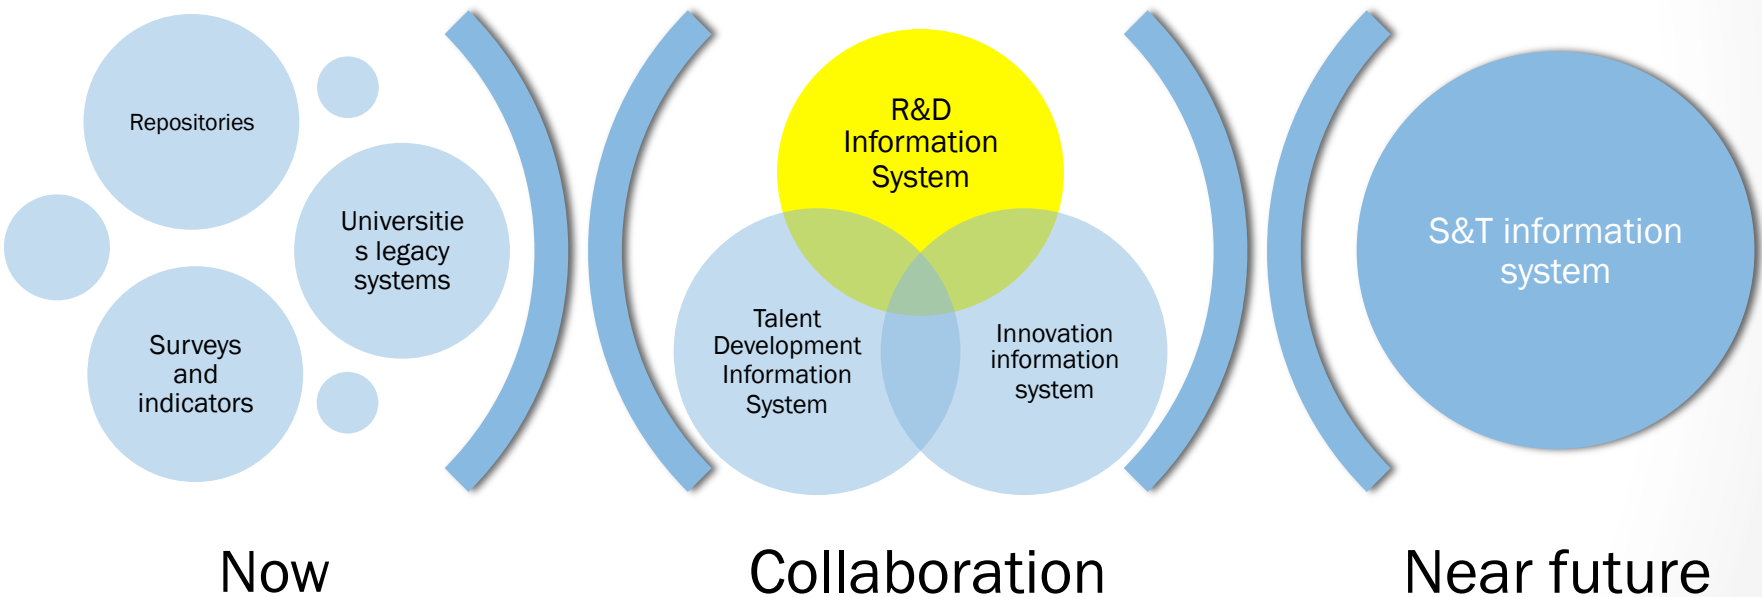 Repositories
Universitie
s legacy
systems
Surveys
and
indicators
Now
R&D
Information
System
Talent
Development
Information
System
Innovation
information
system
Collaboration
S&T information
system
Near future